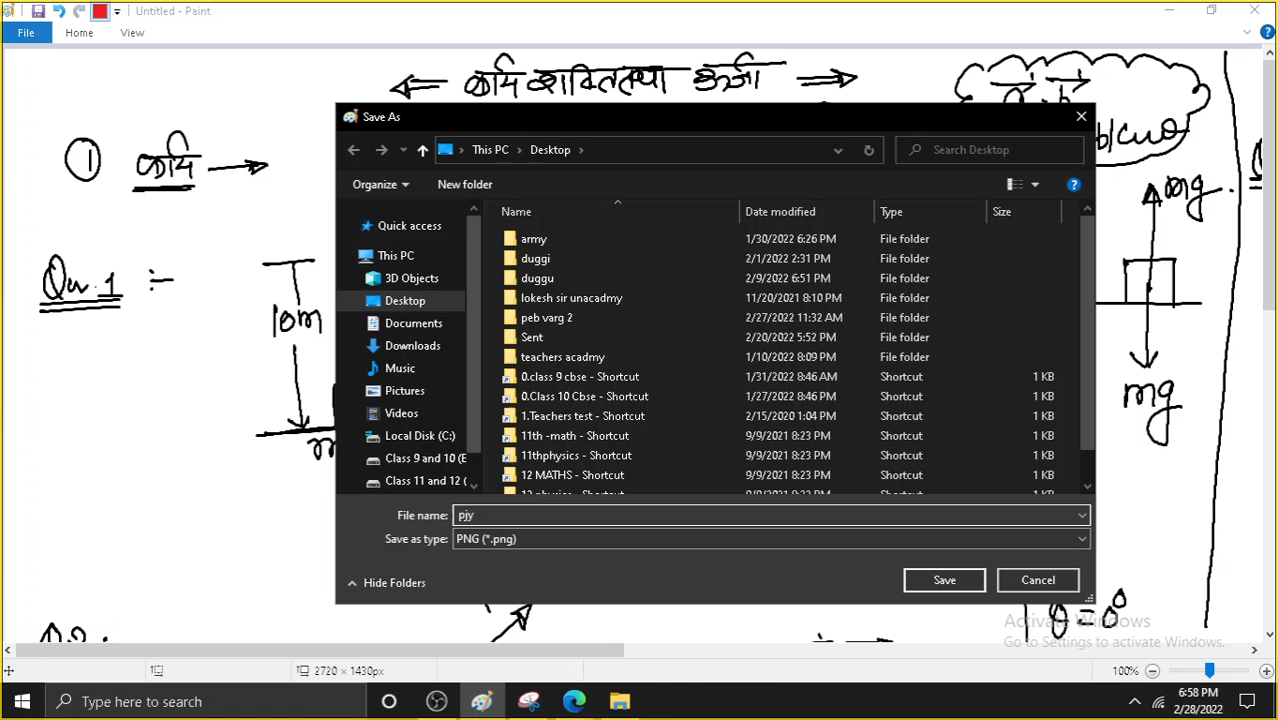 Untitled - Paint
File Home View
← कार्य शक्ति तथा ऊर्जा →
① कार्य →
Qu. 1 :-
10m
mg
mg
θ = 0°
Save As
This PC > Desktop >
Search Desktop
Organize New folder
Name Date modified Type Size
army 1/30/2022 6:26 PM File folder
duggi 2/1/2022 2:31 PM File folder
duggu 2/9/2022 6:51 PM File folder
lokesh sir unacadmy 11/20/2021 8:10 PM File folder
peb varg 2 2/27/2022 11:32 AM File folder
Sent 2/20/2022 5:52 PM File folder
teachers acadmy 1/10/2022 8:09 PM File folder
0.class 9 cbse - Shortcut 1/31/2022 8:46 AM Shortcut 1 KB
0.Class 10 Cbse - Shortcut 1/27/2022 8:46 PM Shortcut 1 KB
1.Teachers test - Shortcut 2/15/2020 1:04 PM Shortcut 1 KB
11th -math - Shortcut 9/9/2021 8:23 PM Shortcut 1 KB
11thphysics - Shortcut 9/9/2021 8:23 PM Shortcut 1 KB
12 MATHS - Shortcut 9/9/2021 8:23 PM Shortcut 1 KB
Quick access
This PC
3D Objects
Desktop
Documents
Downloads
Music
Pictures
Videos
Local Disk (C:)
Class 9 and 10 (E
Class 11 and 12 (
File name: pjy
Save as type: PNG (*.png)
Hide Folders Save Cancel
Activate Windows
Go to Settings to activate Windows.
2720 × 1430px
100%
Type here to search
6:58 PM
2/28/2022